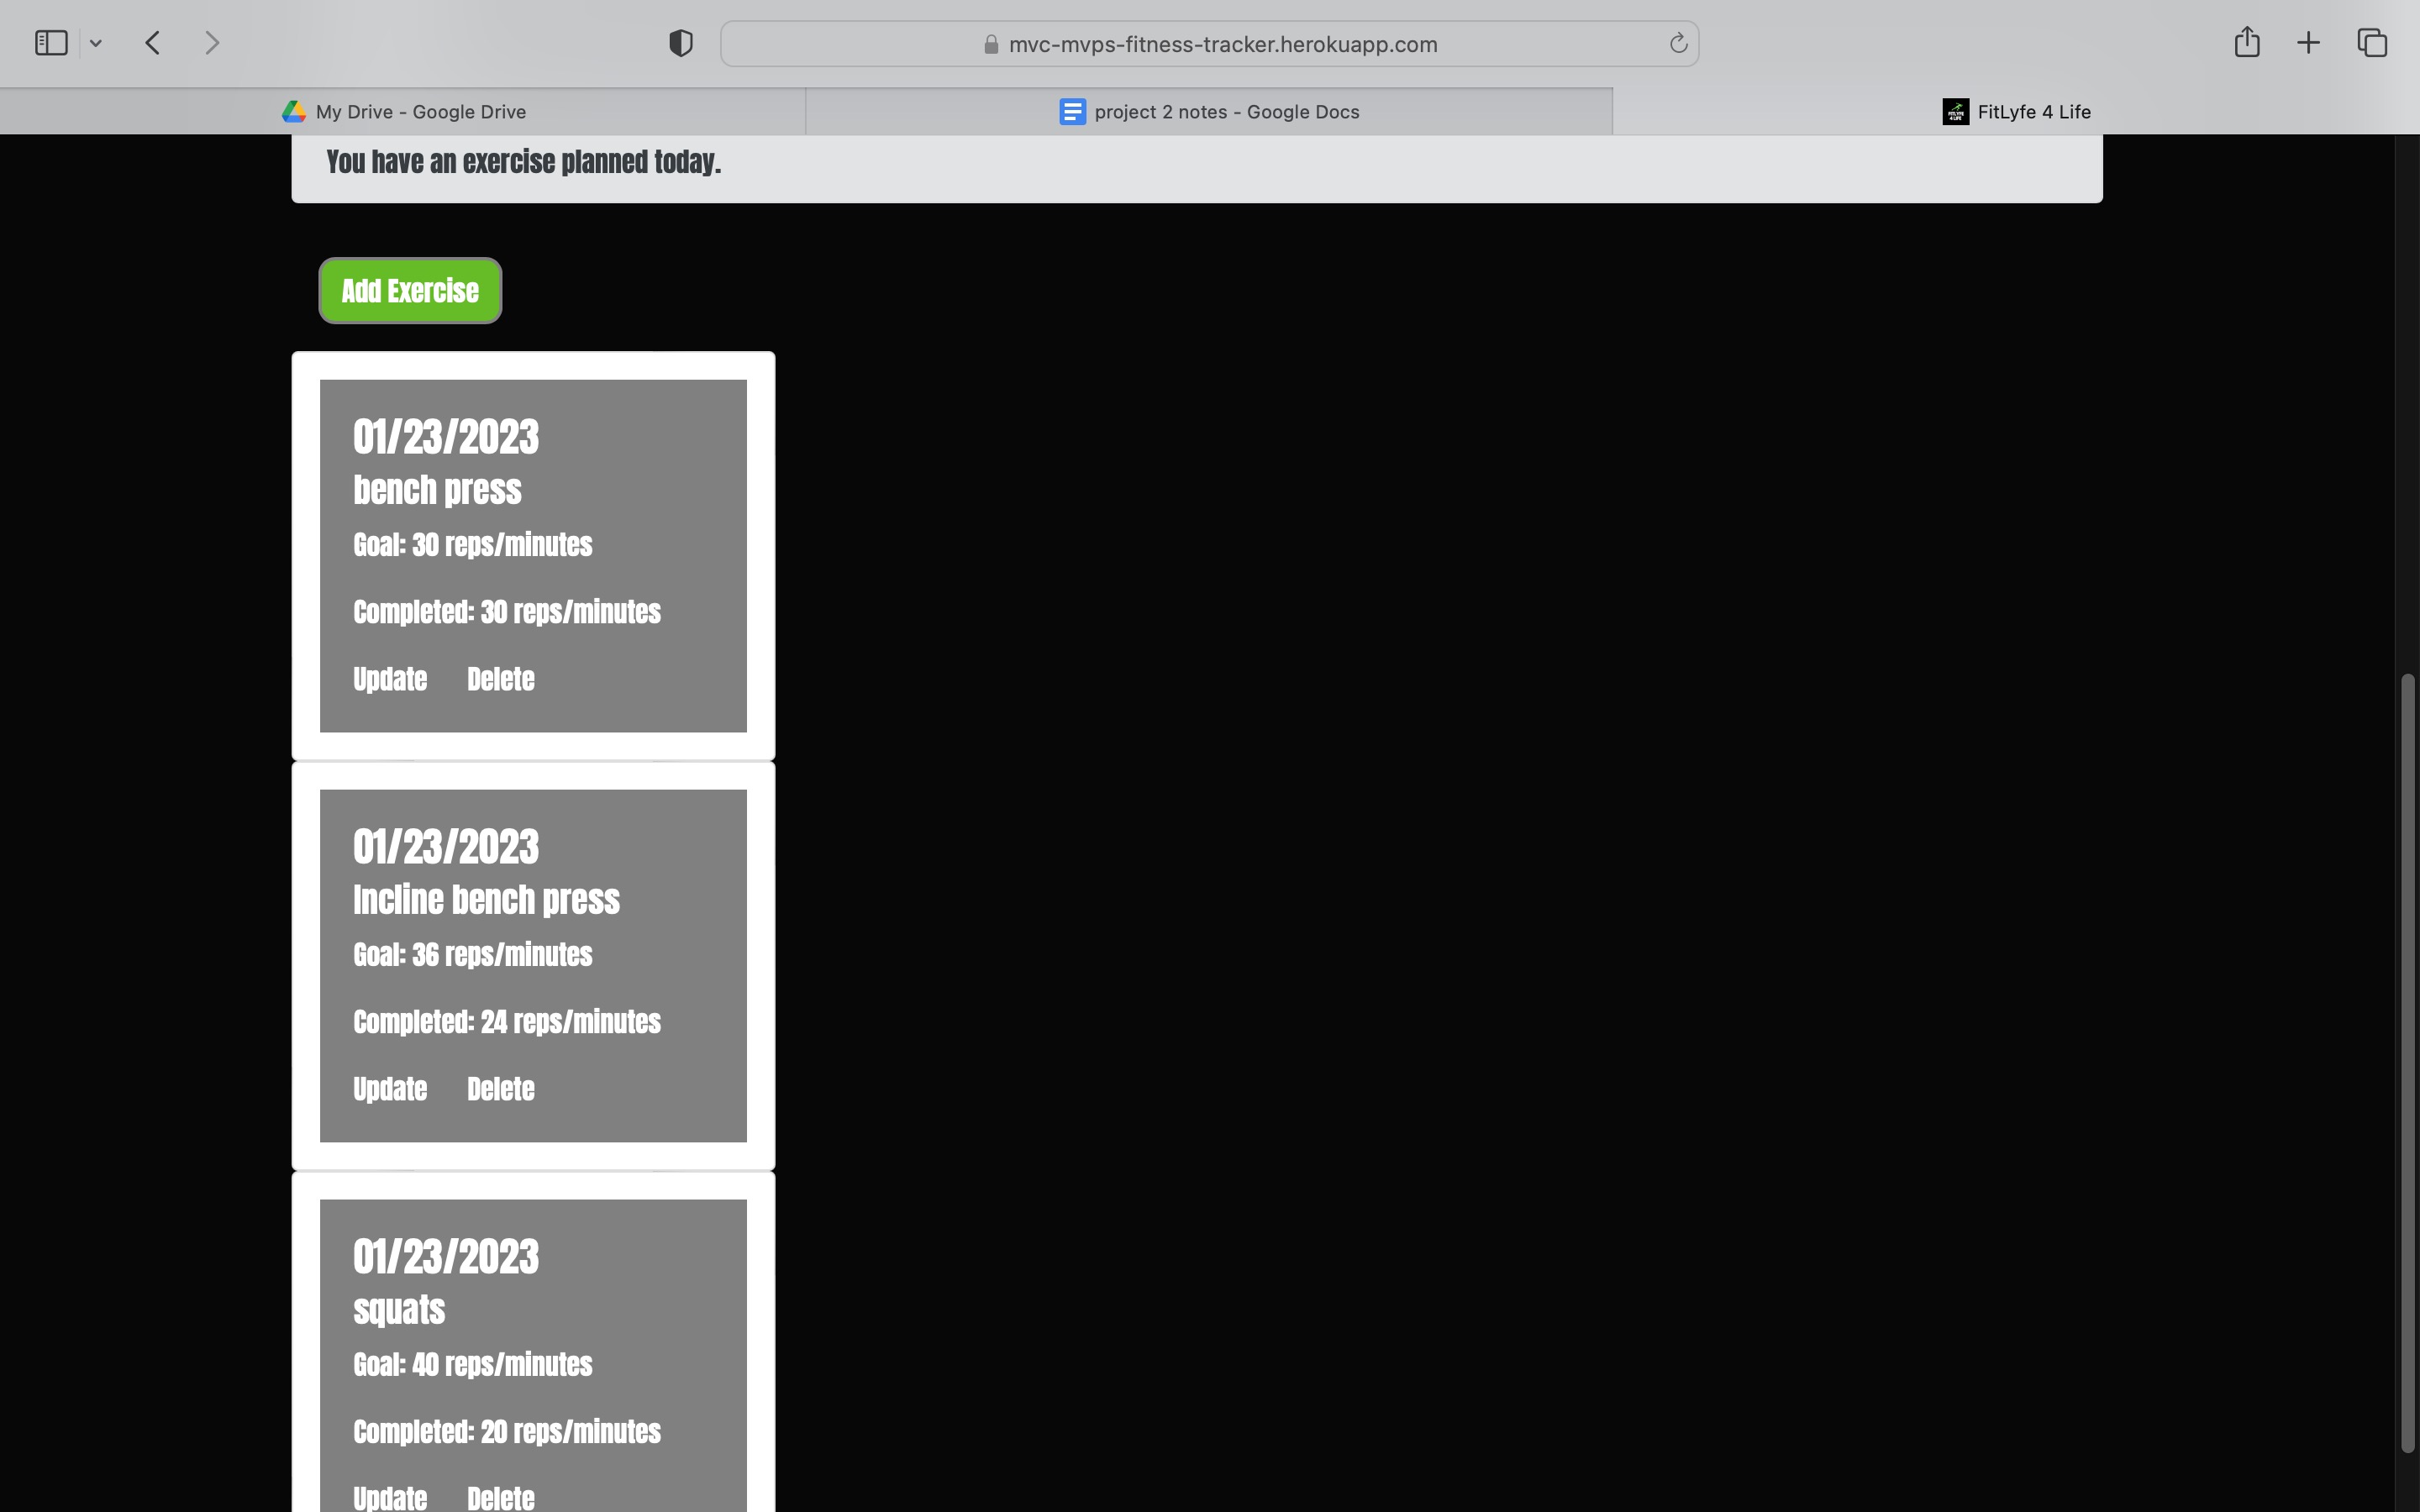 mvc-mvps-fitness-tracker.herokuapp.com
My Drive - Google Drive
project 2 notes - Google Docs
FITLYFE
4 LIFE
FitLyfe 4 Life
You have an exercise planned today.
Add Exercise
01/23/2023
bench press
Goal: 30 reps/minutes
Completed: 30 reps/minutes
Update Delete
01/23/2023
Incline bench press
Goal: 36 reps/minutes
Completed: 24 reps/minutes
Update Delete
01/23/2023
squats
Goal: 40 reps/minutes
Completed: 20 reps/minutes
Update Delete